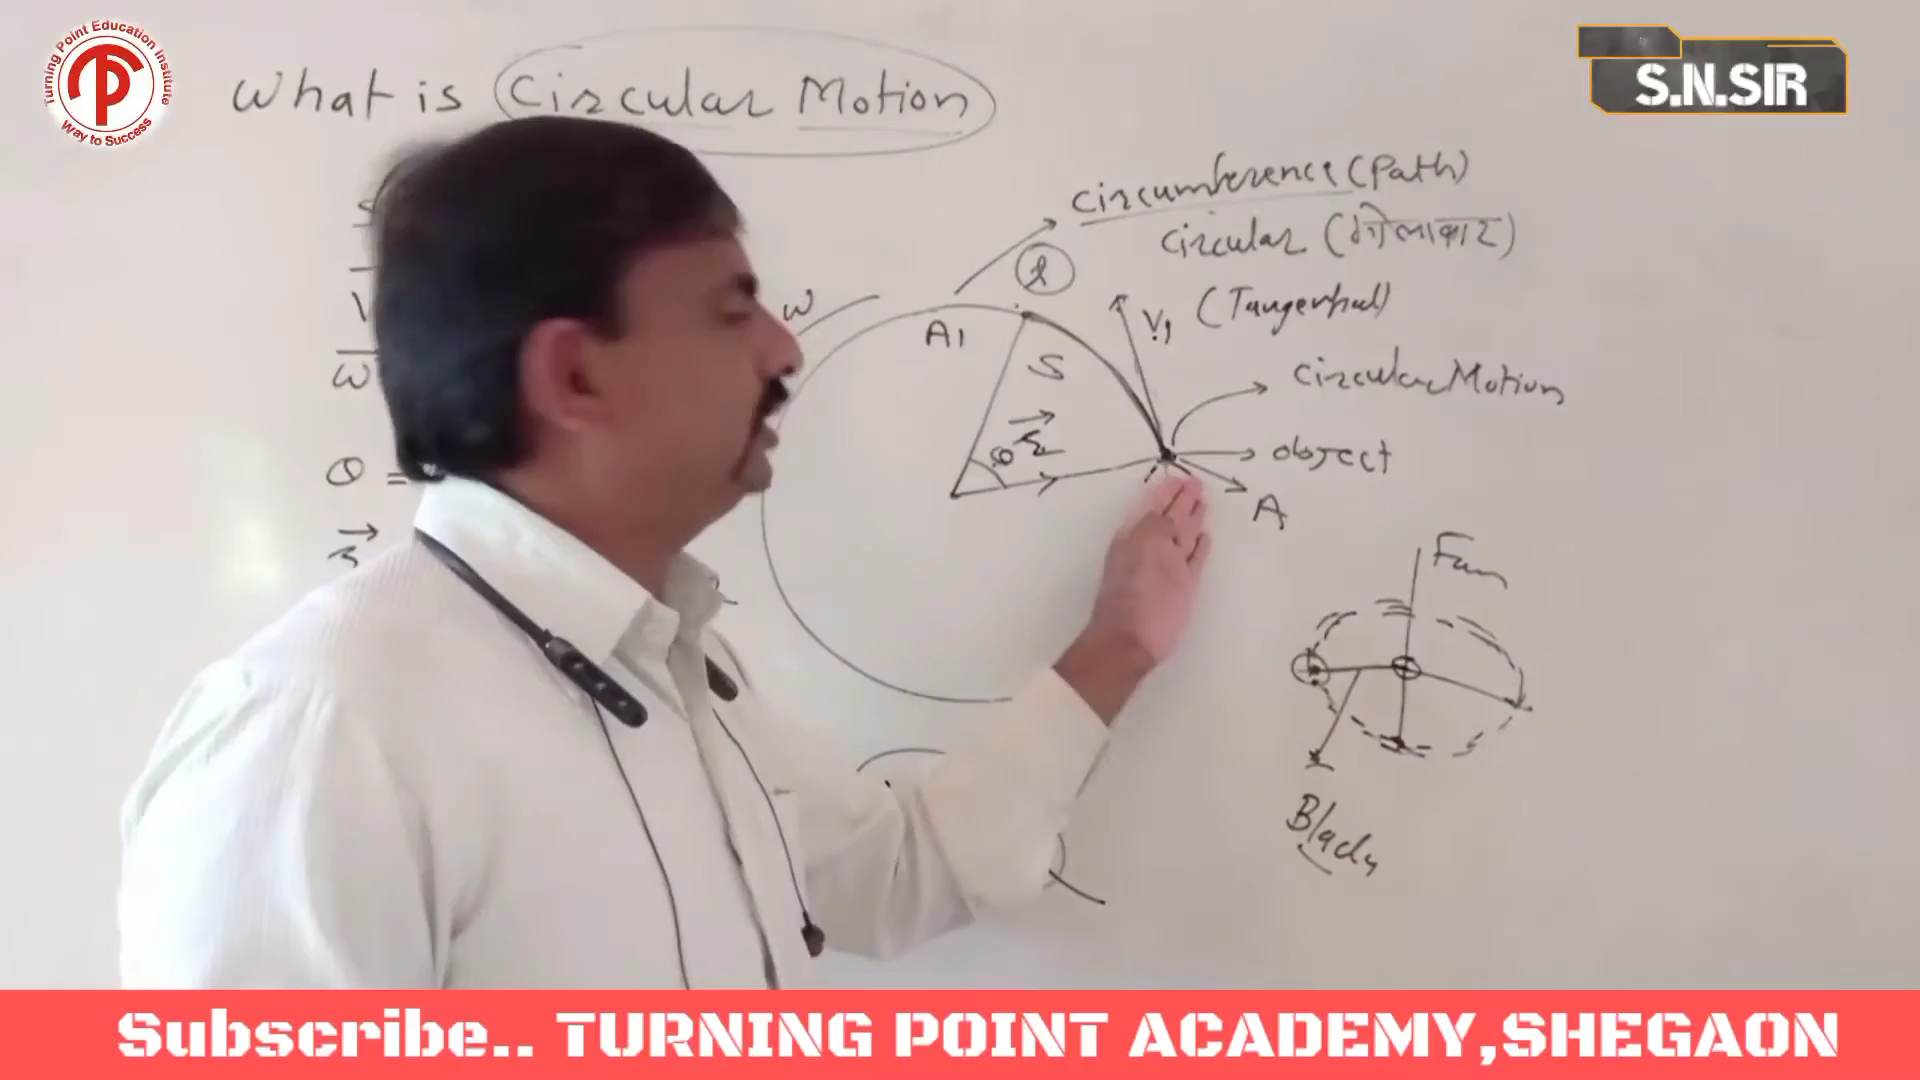 Turning Point Education Institute
Way to Success
S.N.SIR
What is Circular Motion
circumference (Path)
circular (गोलाकार)
l
ω
A1
V1 (Tangential)
S
r
θ
circular Motion
object
A
V
ω
θ =
r
Fan
Subscribe.. TURNING POINT ACADEMY,SHEGAON